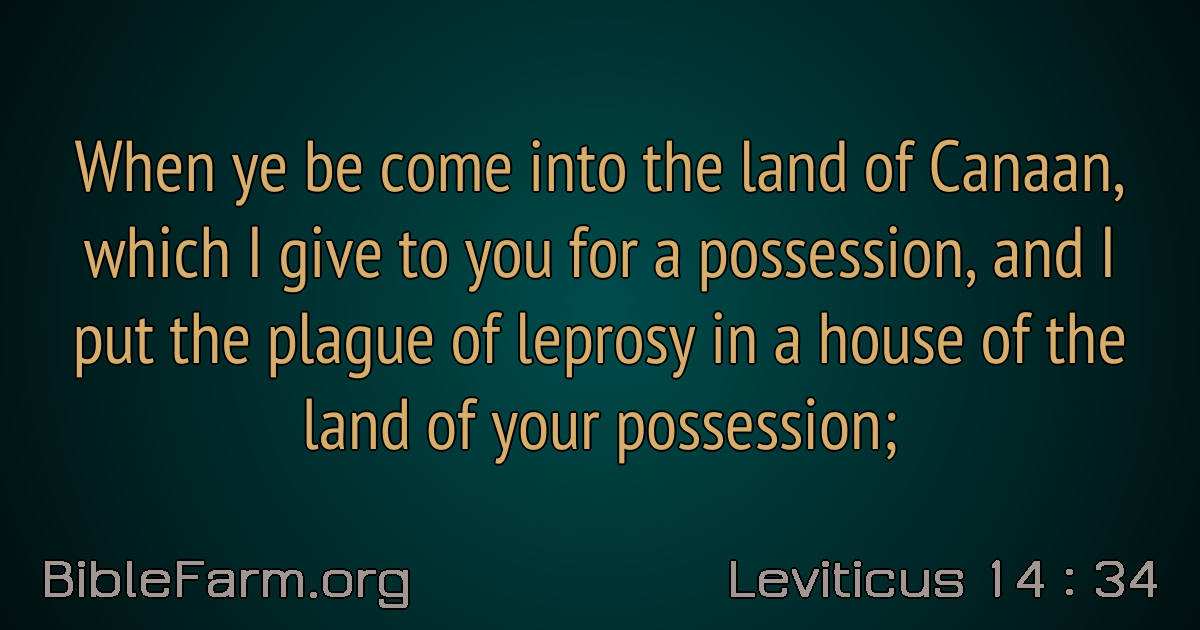 When ye be come into the land of Canaan,
which I give to you for a possession, and I
put the plague of leprosy in a house of the
land of your possession;
BibleFarm.org
Leviticus 14 : 34